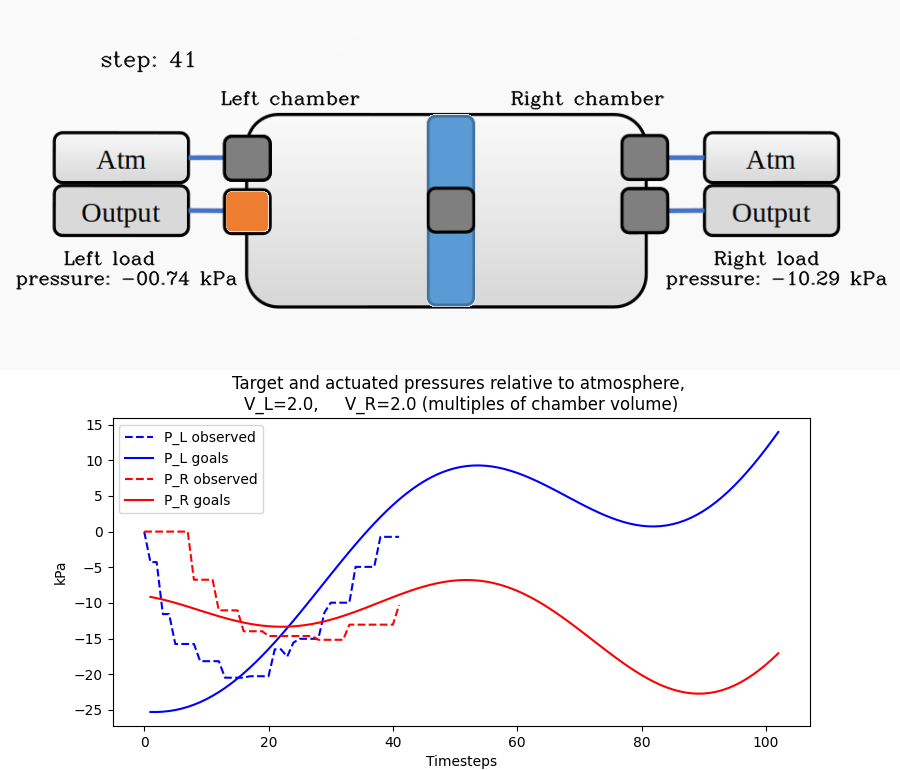 step: 41
Left chamber
Right chamber
Atm
Atm
Output
Output
Left load
pressure: −00.74 kPa
Right load
pressure: −10.29 kPa
Target and actuated pressures relative to atmosphere,
V_L=2.0, V_R=2.0 (multiples of chamber volume)
P_L observed
P_L goals
P_R observed
P_R goals
15
10
5
0
−5
−10
−15
−20
−25
kPa
0 20 40 60 80 100
Timesteps